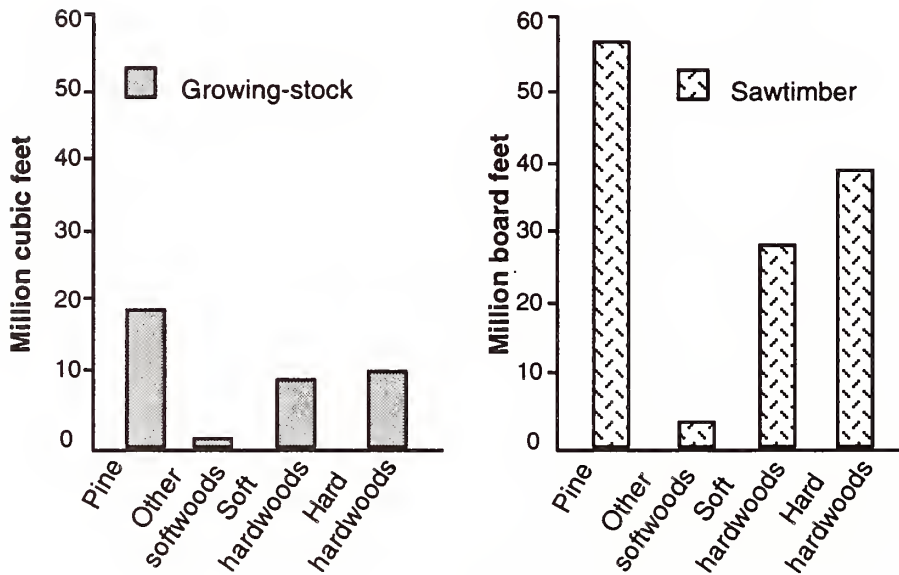 Million cubic feet
60
50
40
30
20
10
0
Growing-stock
Pine
Other
softwoods
Soft
hardwoods
Hard
hardwoods
Million board feet
60
50
40
30
20
10
0
Sawtimber
Pine
Other
softwoods
Soft
hardwoods
Hard
hardwoods